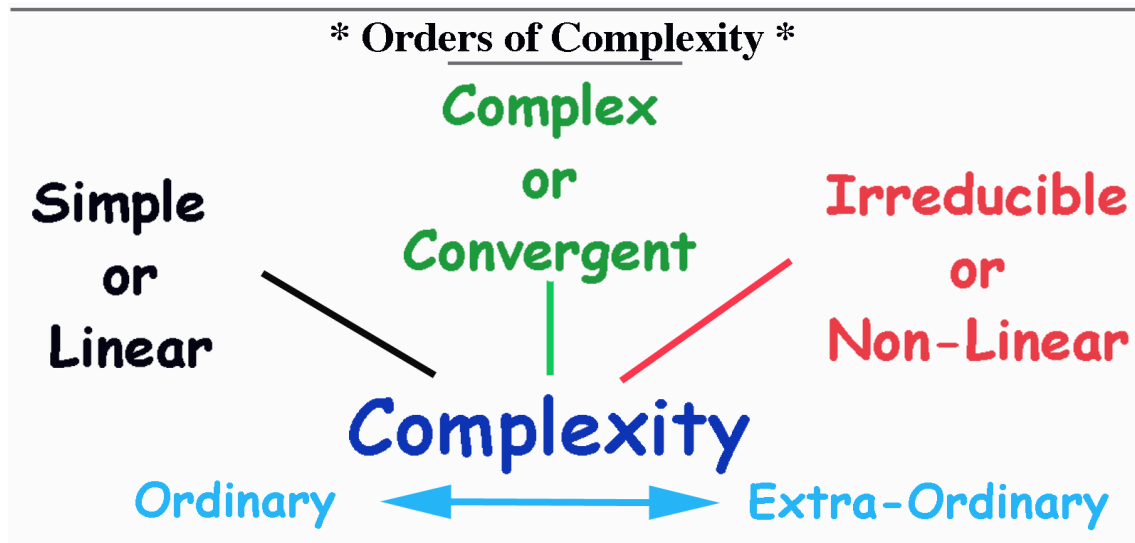 * Orders of Complexity *
Complex
or
Convergent
Simple
or
Linear
Irreducible
or
Non-Linear
Complexity
Ordinary
Extra-Ordinary